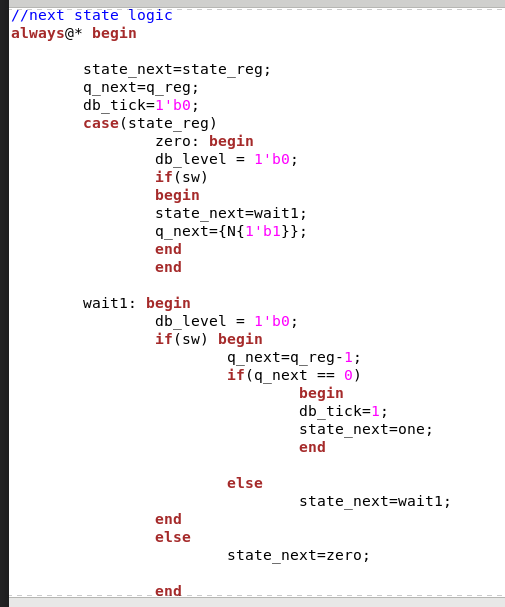 //next state logic
always@* begin
state_next=state_reg;
q_next=q_reg;
db_tick=1'b0;
case(state_reg)
zero: begin
db_level = 1'b0;
if(sw)
begin
state_next=wait1;
q_next={N{1'b1}};
end
end
wait1: begin
db_level = 1'b0;
if(sw) begin
q_next=q_reg-1;
if(q_next == 0)
begin
db_tick=1;
state_next=one;
end
else
state_next=wait1;
end
else
state_next=zero;
end